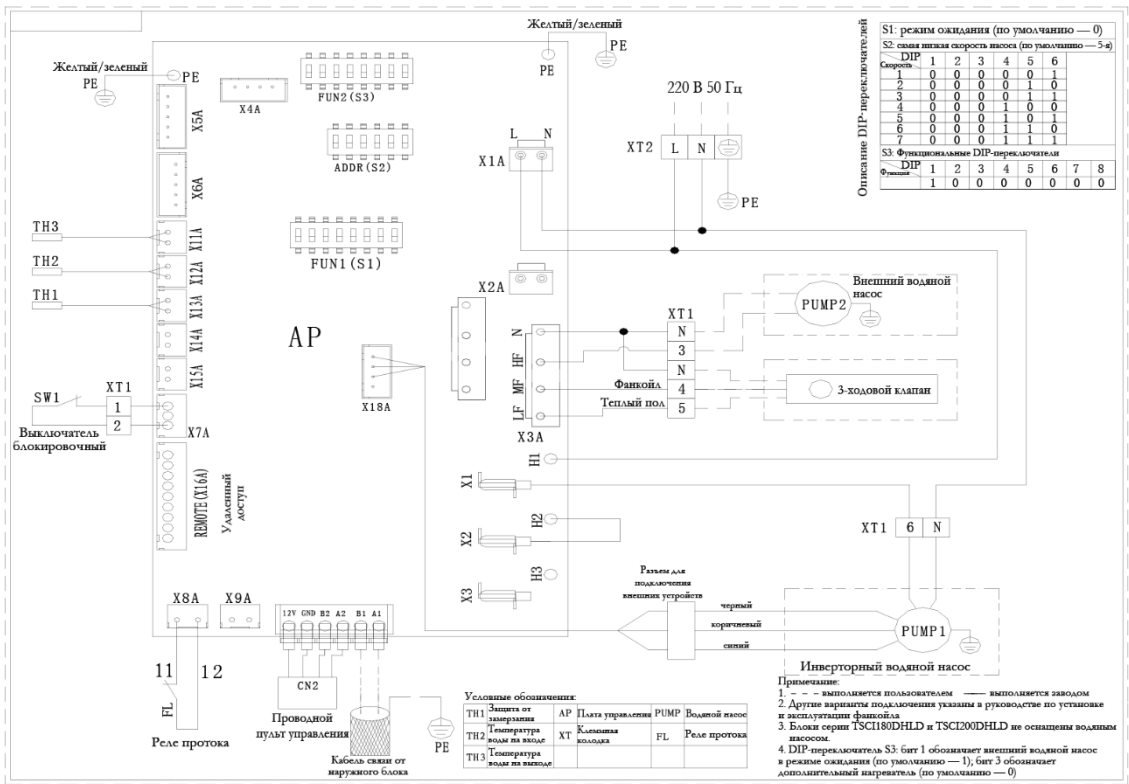 Желтый/зеленый
PE
PE
Желтый/зеленый
PE
PE
X5A
X4A
FUN2(S3)
ADDR(S2)
FUN1(S1)
X6A
TH3
TH2
TH1
X11A
X12A
X13A
X14A
X15A
AP
X18A
SW1
XT1
1
2
X7A
Выключатель
блокировочный
REMOTE(X16A)
Удаленный
доступ
X8A
X9A
12V GND B2 A2 B1 A1
11
12
FL
Реле протока
CN2
Проводной
пульт управления
Кабель связи от
наружного блока
PE
L N
X1A
X2A
N
HF
MF
LF
X3A
H1
X1
H2
X2
H3
X3
220 В 50 Гц
XT2
L N
PE
XT1
N
3
N
4
5
Фанкойл
Теплый пол
Внешний водяной
насос
PUMP2
3-ходовой клапан
XT1
6 N
Разъем для
подключения
внешних устройств
черный
коричневый
синий
PUMP1
Инверторный водяной насос
Описание DIP-переключателей
S1: режим ожидания (по умолчанию — 0)
S2: самая низкая скорость насоса (по умолчанию — 5-я)
DIP 1 2 3 4 5 6
Скорость
1 0 0 0 0 0 1
2 0 0 0 0 1 0
3 0 0 0 0 1 1
4 0 0 0 1 0 0
5 0 0 0 1 0 1
6 0 0 0 1 1 0
7 0 0 0 1 1 1
S3: Функциональные DIP-переключатели
DIP 1 2 3 4 5 6 7 8
Функция
1 0 0 0 0 0 0 0
Условные обозначения:
TH1 Защита от замерзания AP Плата управления PUMP Водяной насос
TH2 Температура воды на входе XT Клеммная колодка FL Реле протока
TH3 Температура воды на выходе
Примечание:
1. – – – выполняется пользователем —— выполняется заводом
2. Другие варианты подключения указаны в руководстве по установке
и эксплуатации фанкойла
3. Блоки серии TSCI180DHLD и TSCI200DHLD не оснащены водяным
насосом.
4. DIP-переключатель S3: бит 1 обозначает внешний водяной насос
в режиме ожидания (по умолчанию — 1); бит 3 обозначает
дополнительный нагреватель (по умолчанию — 0)